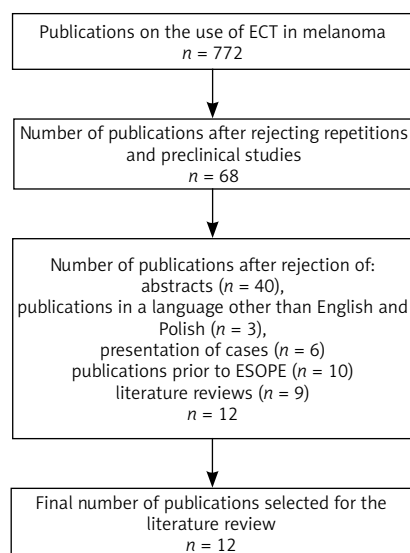 Publications on the use of ECT in melanoma
n = 772
Number of publications after rejecting repetitions
and preclinical studies
n = 68
Number of publications after rejection of:
abstracts (n = 40),
publications in a language other than English and
Polish (n = 3),
presentation of cases (n = 6)
publications prior to ESOPE (n = 10)
literature reviews (n = 9)
n = 12
Final number of publications selected for the
literature review
n = 12